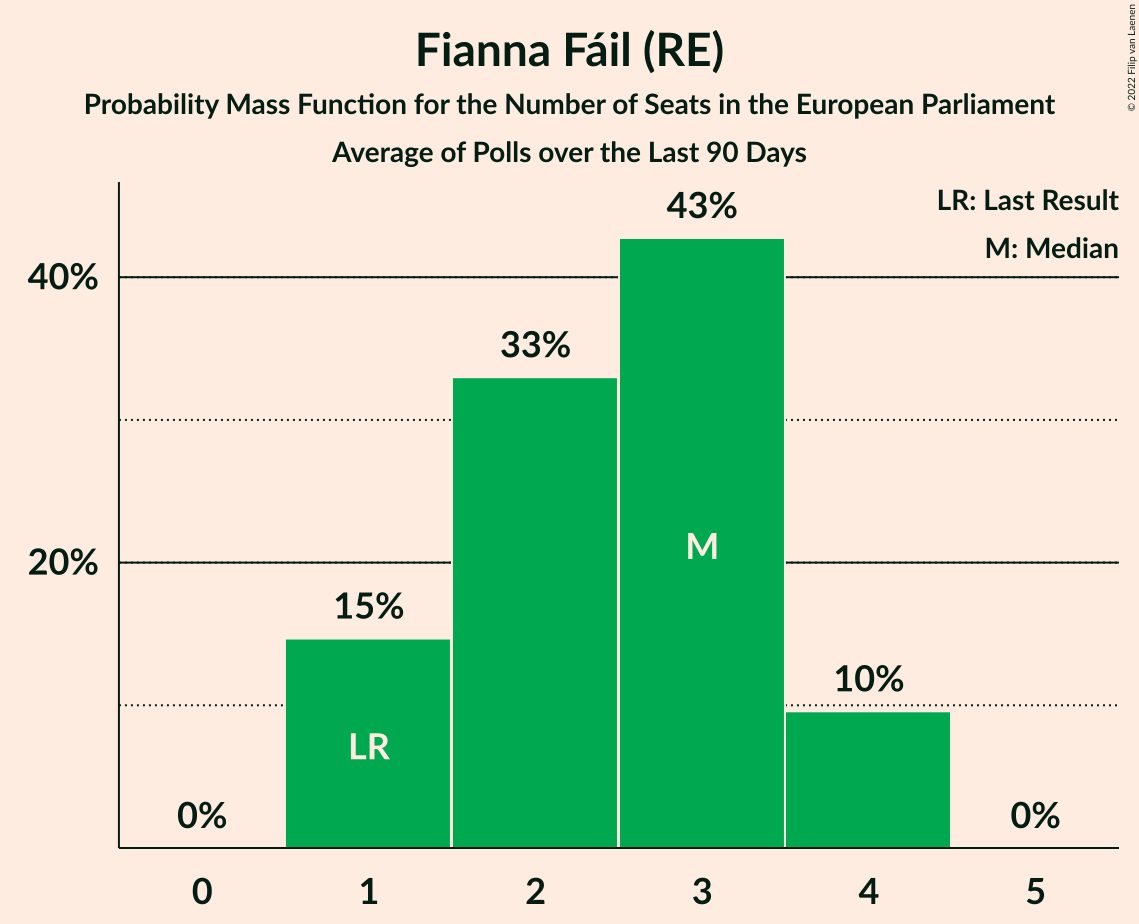 Fianna Fáil (RE)
Probability Mass Function for the Number of Seats in the European Parliament
Average of Polls over the Last 90 Days
© 2022 Filip van Laenen
LR: Last Result
M: Median
43%
40%
33%
M
20%
15%
10%
LR
0%
0%
0 1 2 3 4 5